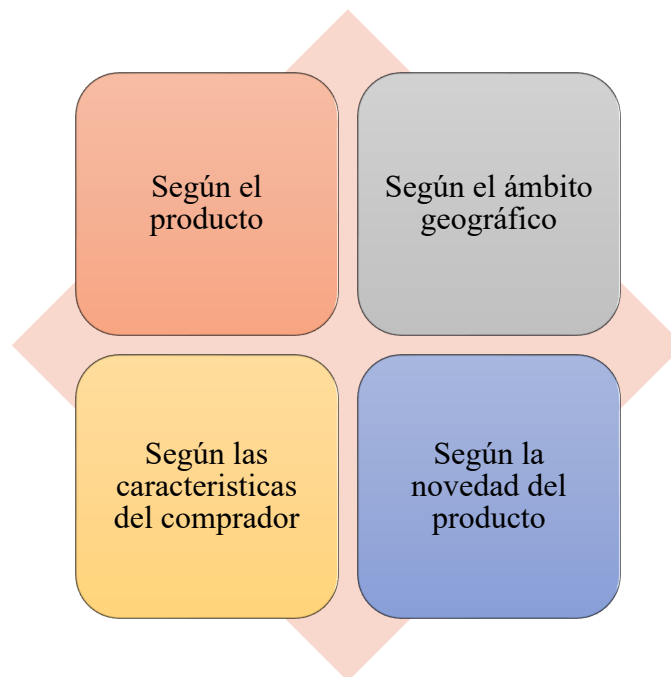 Según el
producto
Según el ámbito
geográfico
Según las
caracteristicas
del comprador
Según la
novedad del
producto